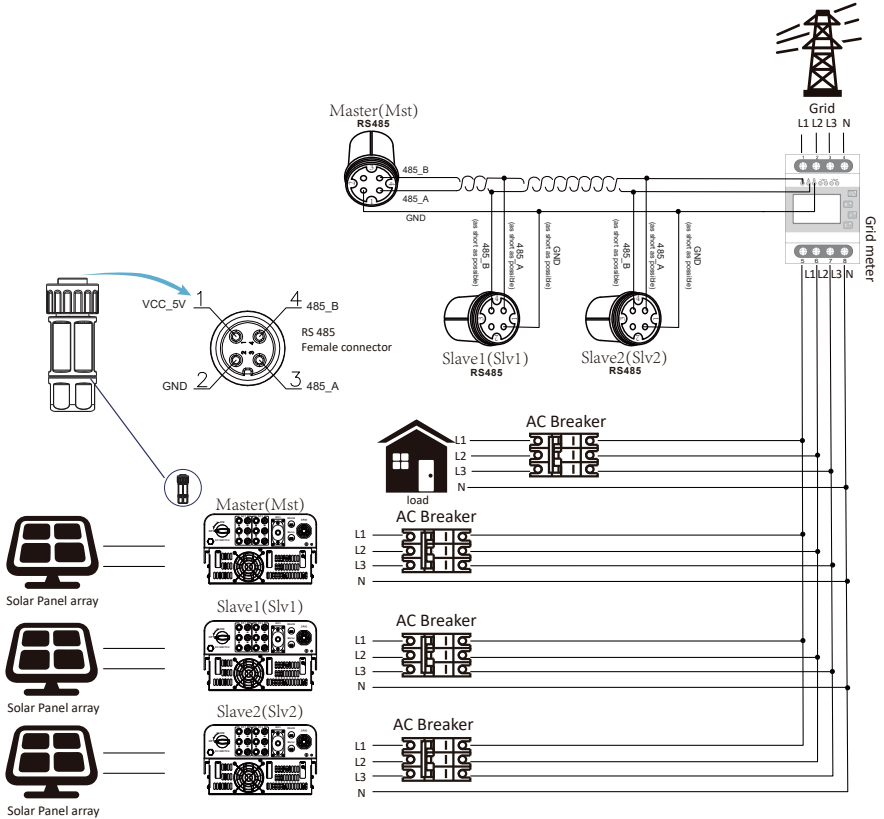 Grid
L1 L2 L3 N
Master(Mst)
RS485
485_B
485_A
GND
485_B
(as short as possible)
485_A
(as short as possible)
GND
(as short as possible)
485_B
(as short as possible)
485_A
(as short as possible)
GND
(as short as possible)
Grid meter
5 6 7 8
L1 L2 L3 N
Slave1(Slv1)
RS485
Slave2(Slv2)
RS485
VCC_5V 1
4 485_B
RS 485
Female connector
GND 2
3 485_A
AC Breaker
L1
L2
L3
N
load
Master(Mst)
AC Breaker
L1
L2
L3
N
Solar Panel array
Slave1(Slv1)
AC Breaker
L1
L2
L3
N
Solar Panel array
Slave2(Slv2)
AC Breaker
L1
L2
L3
N
Solar Panel array